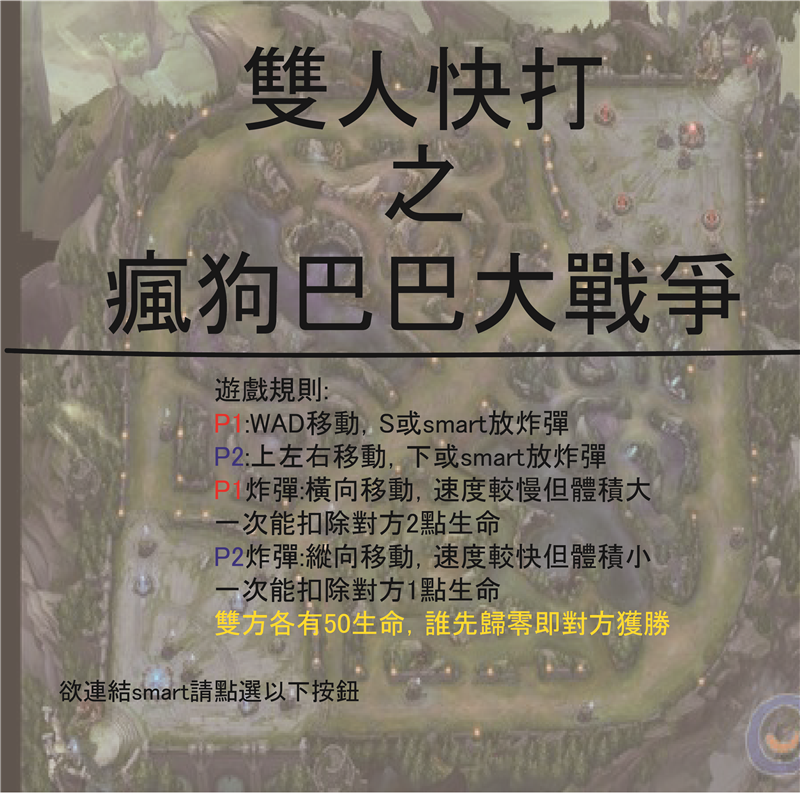 雙人快打
之
瘋狗巴巴大戰爭
遊戲規則:
P1:WAD移動, S或smart放炸彈
P2:上左右移動, 下或smart放炸彈
P1炸彈:橫向移動, 速度較慢但體積大
一次能扣除對方2點生命
P2炸彈:縱向移動, 速度較快但體積小
一次能扣除對方1點生命
雙方各有50生命, 誰先歸零即對方獲勝
欲連結smart請點選以下按鈕